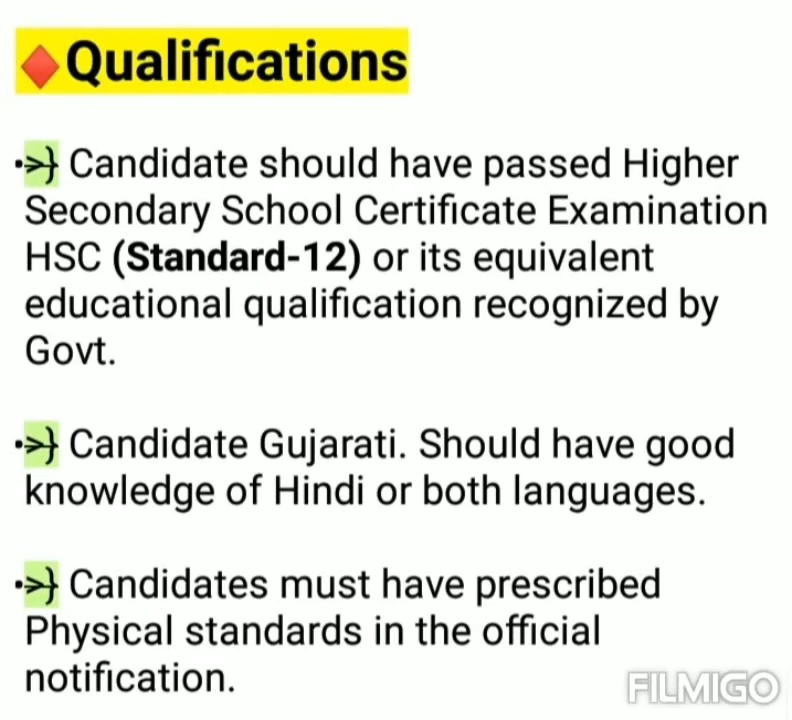 ♦️Qualifications
·⪢} Candidate should have passed Higher
Secondary School Certificate Examination
HSC (Standard-12) or its equivalent
educational qualification recognized by
Govt.
·⪢} Candidate Gujarati. Should have good
knowledge of Hindi or both languages.
·⪢} Candidates must have prescribed
Physical standards in the official
notification.
FILMIGO